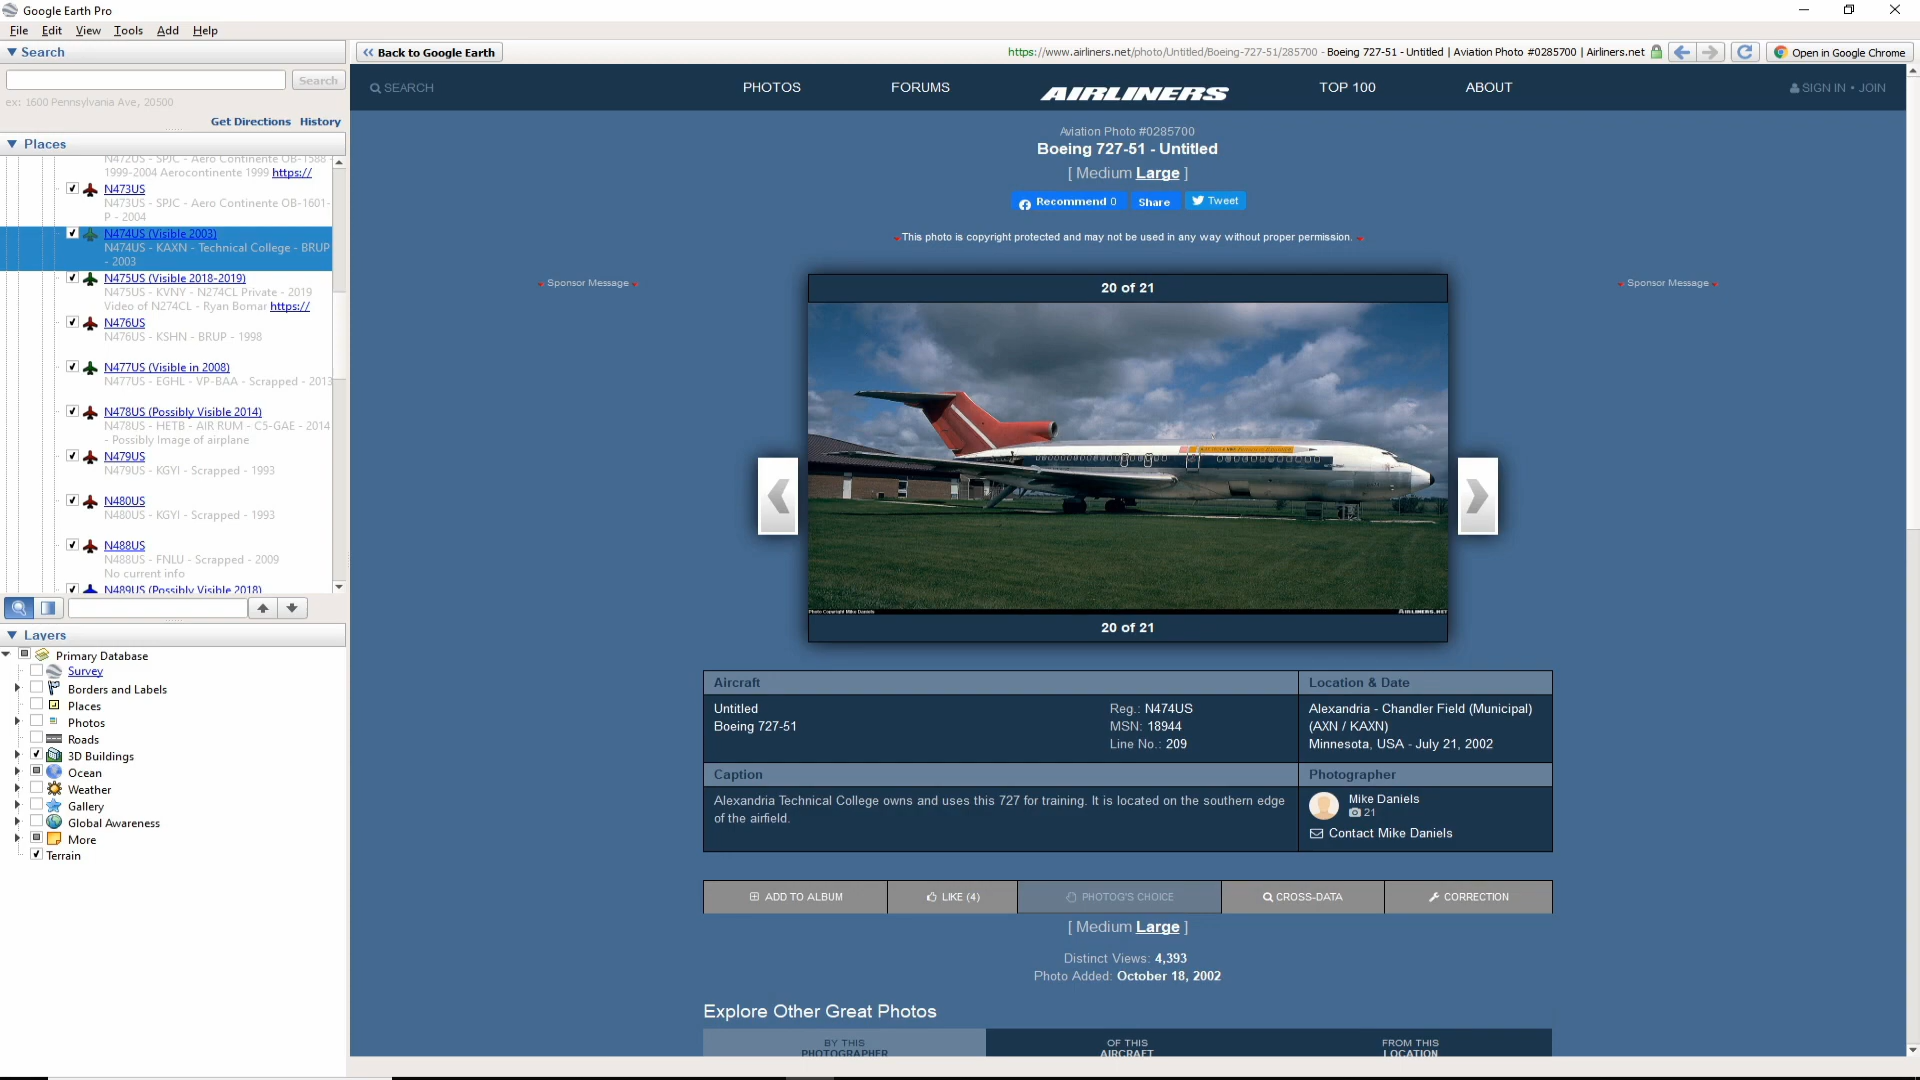 Google Earth Pro
File Edit View Tools Add Help
Search
Search
ex: 1600 Pennsylvania Ave, 20500
Get Directions History
Places
N472US - SPJC - Aero Continente OB-1588 -
1999-2004 Aerocontinente 1999 https://
N473US
N473US - SPJC - Aero Continente OB-1601-
P - 2004
N474US (Visible 2003)
N474US - KAXN - Technical College - BRUP
- 2003
N475US (Visible 2018-2019)
N475US - KVNY - N274CL Private - 2019
Video of N274CL - Ryan Bomar https://
N476US
N476US - KSHN - BRUP - 1998
N477US (Visible in 2008)
N477US - EGHL - VP-BAA - Scrapped - 2013
N478US (Possibly Visible 2014)
N478US - HETB - AIR RUM - C5-GAE - 2014
- Possibly Image of airplane
N479US
N479US - KGYI - Scrapped - 1993
N480US
N480US - KGYI - Scrapped - 1993
N488US
N488US - FNLU - Scrapped - 2009
No current info
N489US (Possibly Visible 2018)
Layers
Primary Database
Survey
Borders and Labels
Places
Photos
Roads
3D Buildings
Ocean
Weather
Gallery
Global Awareness
More
Terrain
Back to Google Earth
https://www.airliners.net/photo/Untitled/Boeing-727-51/285700 - Boeing 727-51 - Untitled | Aviation Photo #0285700 | Airliners.net
Open in Google Chrome
SEARCH PHOTOS FORUMS AIRLINERS TOP 100 ABOUT SIGN IN • JOIN
Aviation Photo #0285700
Boeing 727-51 - Untitled
[ Medium Large ]
Recommend 0 Share Tweet
This photo is copyright protected and may not be used in any way without proper permission.
Sponsor Message
Sponsor Message
20 of 21
Photo Copyright Mike Daniels
AIRLINERS.NET
20 of 21
Aircraft
Untitled
Boeing 727-51
Reg.: N474US
MSN: 18944
Line No.: 209
Location & Date
Alexandria - Chandler Field (Municipal)
(AXN / KAXN)
Minnesota, USA - July 21, 2002
Caption
Alexandria Technical College owns and uses this 727 for training. It is located on the southern edge
of the airfield.
Photographer
Mike Daniels
21
Contact Mike Daniels
ADD TO ALBUM LIKE (4) PHOTOG'S CHOICE CROSS-DATA CORRECTION
[ Medium Large ]
Distinct Views: 4,393
Photo Added: October 18, 2002
Explore Other Great Photos
BY THIS
PHOTOGRAPHER
OF THIS
AIRCRAFT
FROM THIS
LOCATION